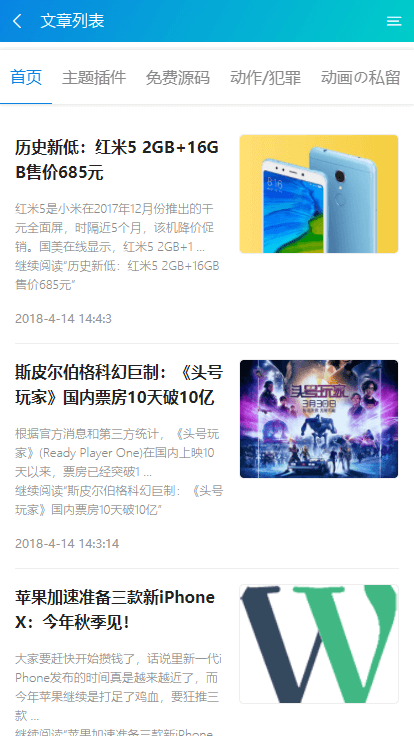 文章列表
首页 主题插件 免费源码 动作/犯罪 动画の私留
历史新低：红米5 2GB+16G
B售价685元
红米5是小米在2017年12月份推出的千
元全面屏，时隔近5个月，该机降价促
销。国美在线显示，红米5 2GB+1 ...
继续阅读“历史新低：红米5 2GB+16GB
售价685元”
2018-4-14 14:4:3
8:16
斯皮尔伯格科幻巨制：《头号
玩家》国内票房10天破10亿
根据官方消息和第三方统计，《头号玩
家》(Ready Player One)在国内上映10
天以来，票房已经突破1 ...
继续阅读“斯皮尔伯格科幻巨制：《头号
玩家》国内票房10天破10亿”
2018-4-14 14:3:14
头号玩家
3月30日
苹果加速准备三款新iPhone
X：今年秋季见！
大家要赶快开始攒钱了，话说里新一代i
Phone发布的时间真是越来越近了，而
今年苹果继续是打足了鸡血，要狂推三
款 ...
继续阅读“苹果加速准备三款新iPhone
W